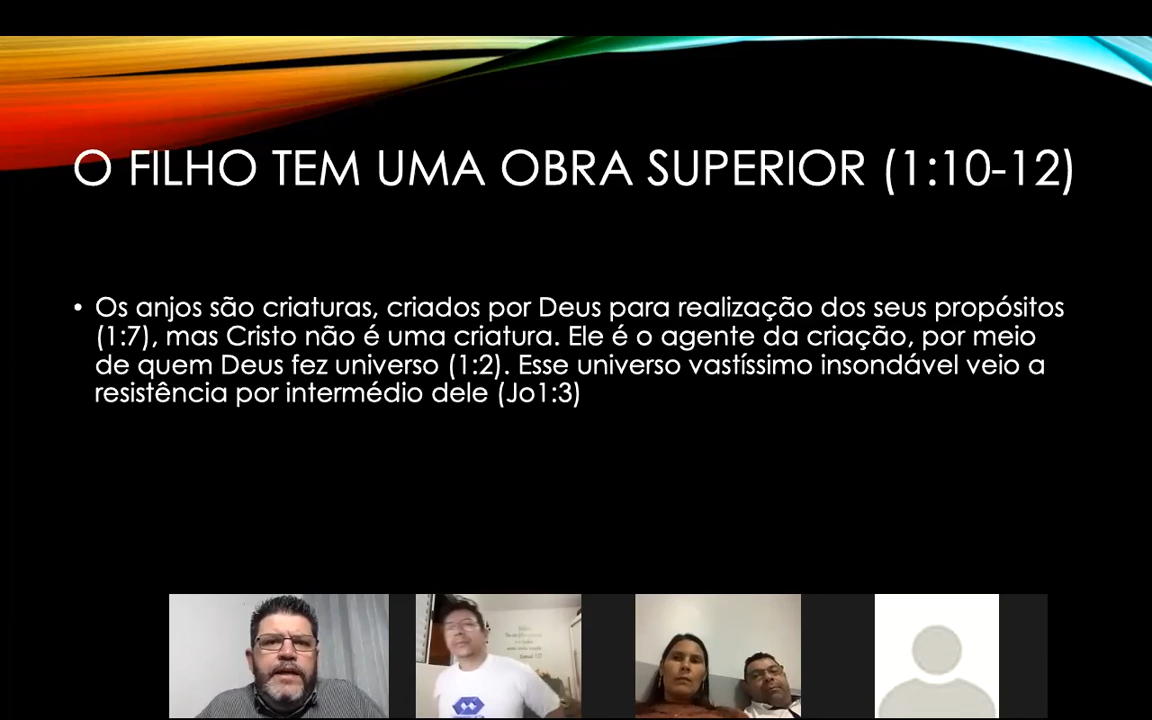 O FILHO TEM UMA OBRA SUPERIOR (1:10-12)
• Os anjos são criaturas, criados por Deus para realização dos seus propósitos
(1:7), mas Cristo não é uma criatura. Ele é o agente da criação, por meio
de quem Deus fez universo (1:2). Esse universo vastíssimo insondável veio a
resistência por intermédio dele (Jo1:3)